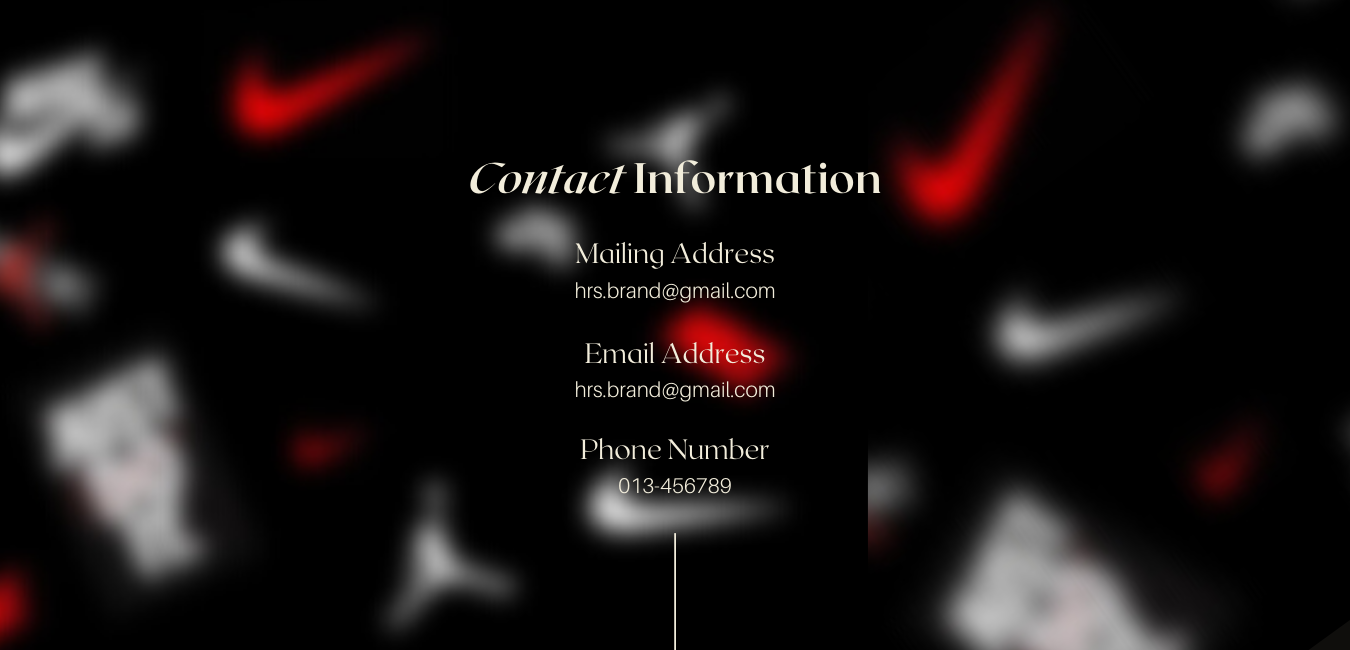 Contact Information
Mailing Address
hrs.brand@gmail.com
Email Address
hrs.brand@gmail.com
Phone Number
013-456789